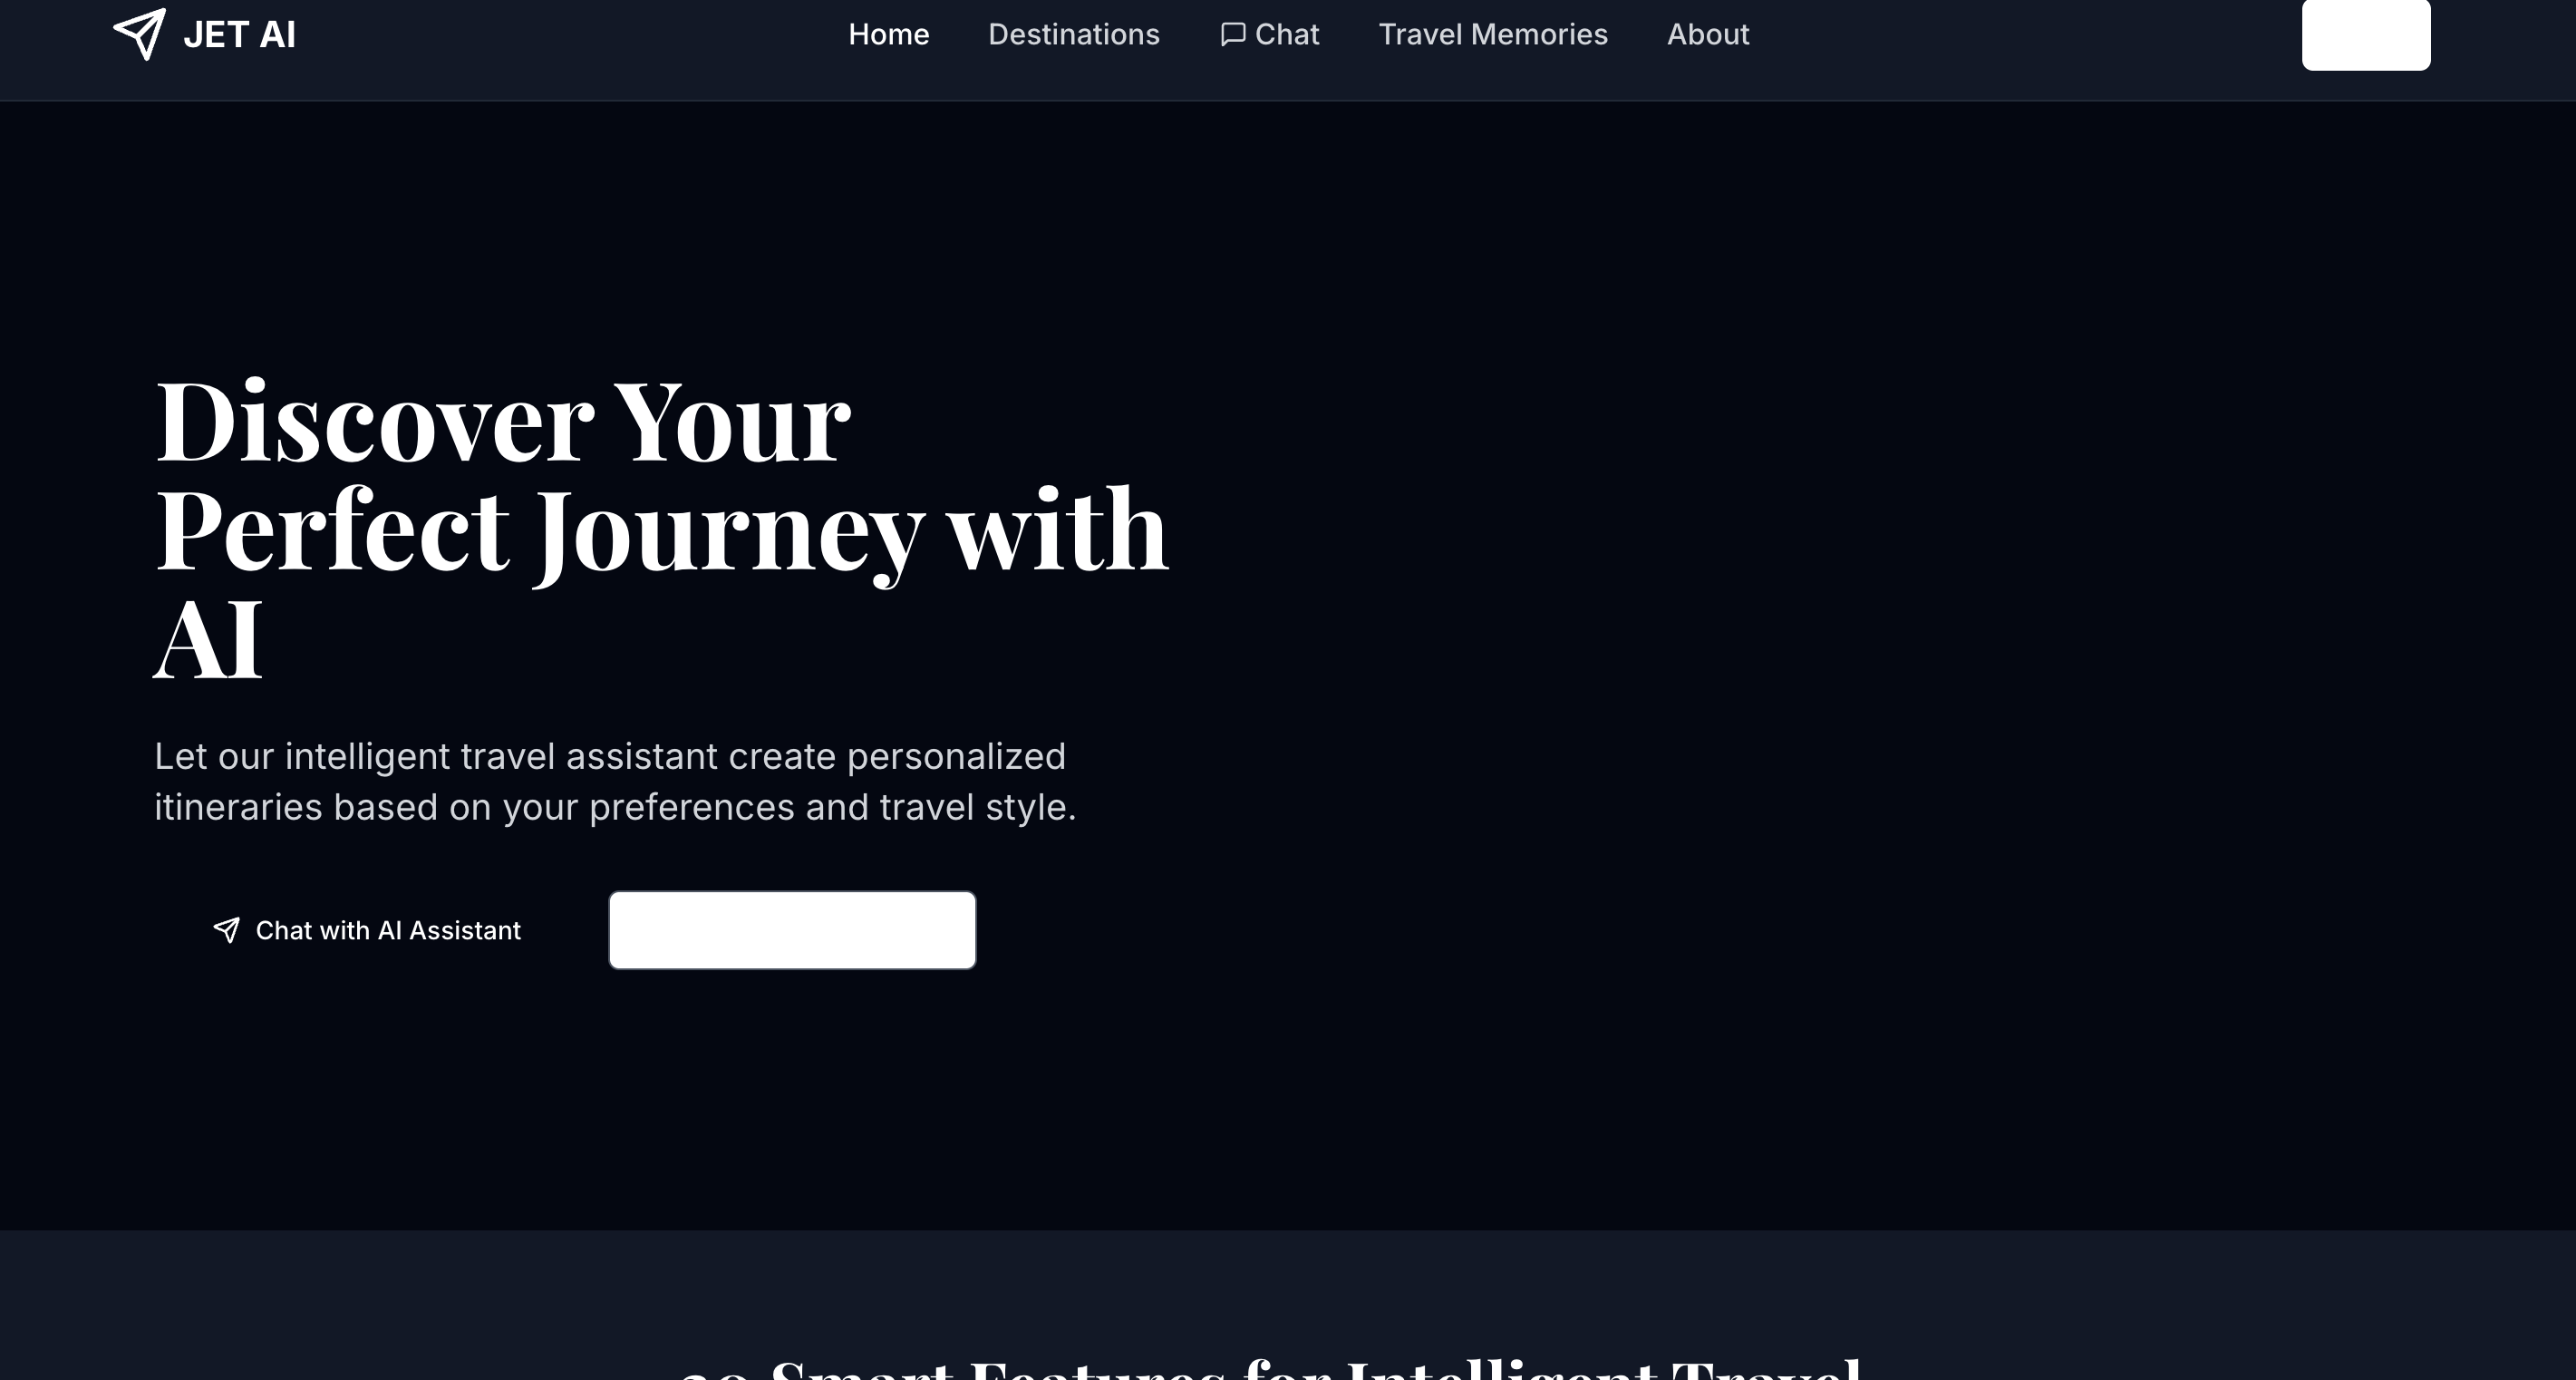 JET AI
Home
Destinations
Chat
Travel Memories
About
Discover Your
Perfect Journey with
AI
Let our intelligent travel assistant create personalized
itineraries based on your preferences and travel style.
Chat with AI Assistant
Smart Features for Intelligent Travel